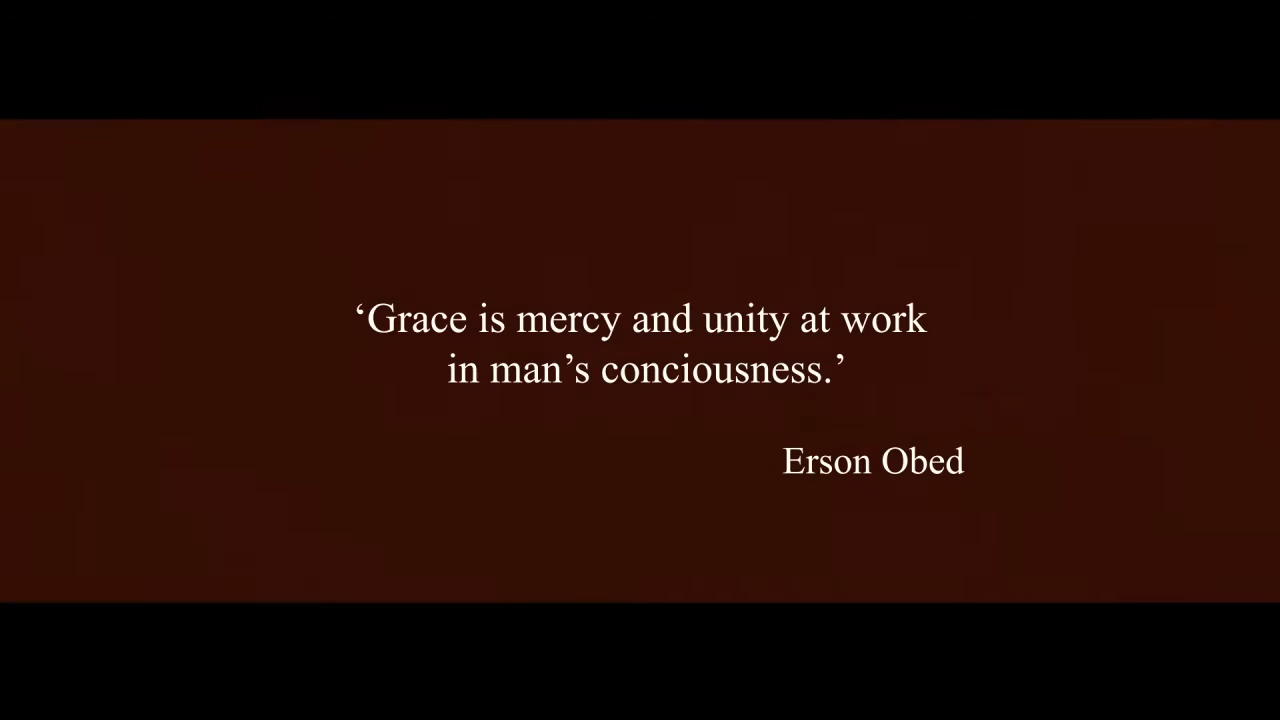 ‘Grace is mercy and unity at work
in man’s conciousness.’
Erson Obed